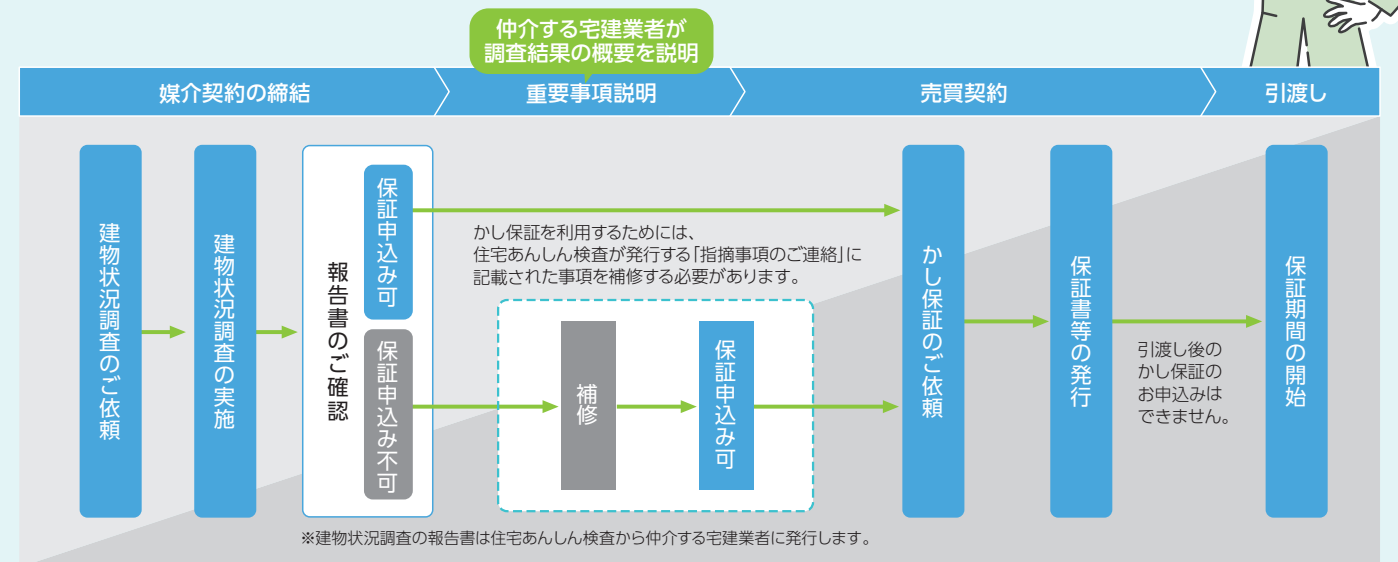 仲介する宅建業者が
調査結果の概要を説明
媒介契約の締結
重要事項説明
売買契約
引渡し
建物状況調査のご依頼
建物状況調査の実施
報告書のご確認
保証申込み可
保証申込み不可
かし保証を利用するためには、
住宅あんしん検査が発行する「指摘事項のご連絡」に
記載された事項を補修する必要があります。
補修
保証申込み可
かし保証のご依頼
保証書等の発行
引渡し後の
かし保証の
お申込みは
できません。
保証期間の開始
※建物状況調査の報告書は住宅あんしん検査から仲介する宅建業者に発行します。